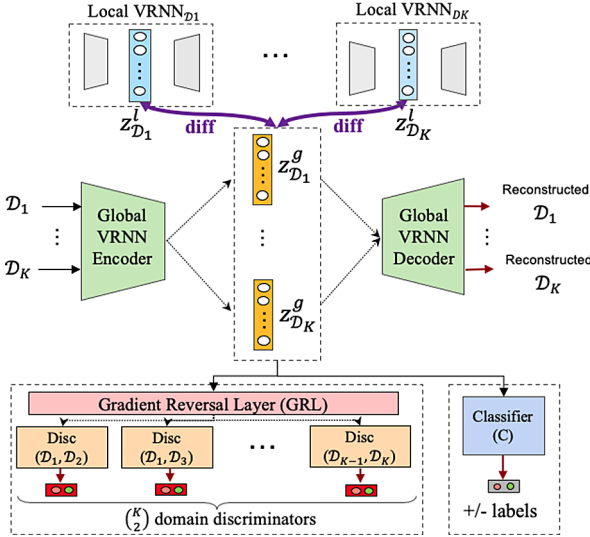 Local VRNN𝒟1
Local VRNN𝒟K
...
z^l_𝒟1
diff
diff
z^l_𝒟K
z^g_𝒟1
𝒟1
⋮
𝒟K
Global
VRNN
Encoder
⋮
z^g_𝒟K
Global
VRNN
Decoder
Reconstructed
𝒟1
⋮
Reconstructed
𝒟K
Gradient Reversal Layer (GRL)
Disc
(𝒟1, 𝒟2)
Disc
(𝒟1, 𝒟3)
...
Disc
(𝒟K−1, 𝒟K)
(K 2) domain discriminators
Classifier
(C)
+/- labels